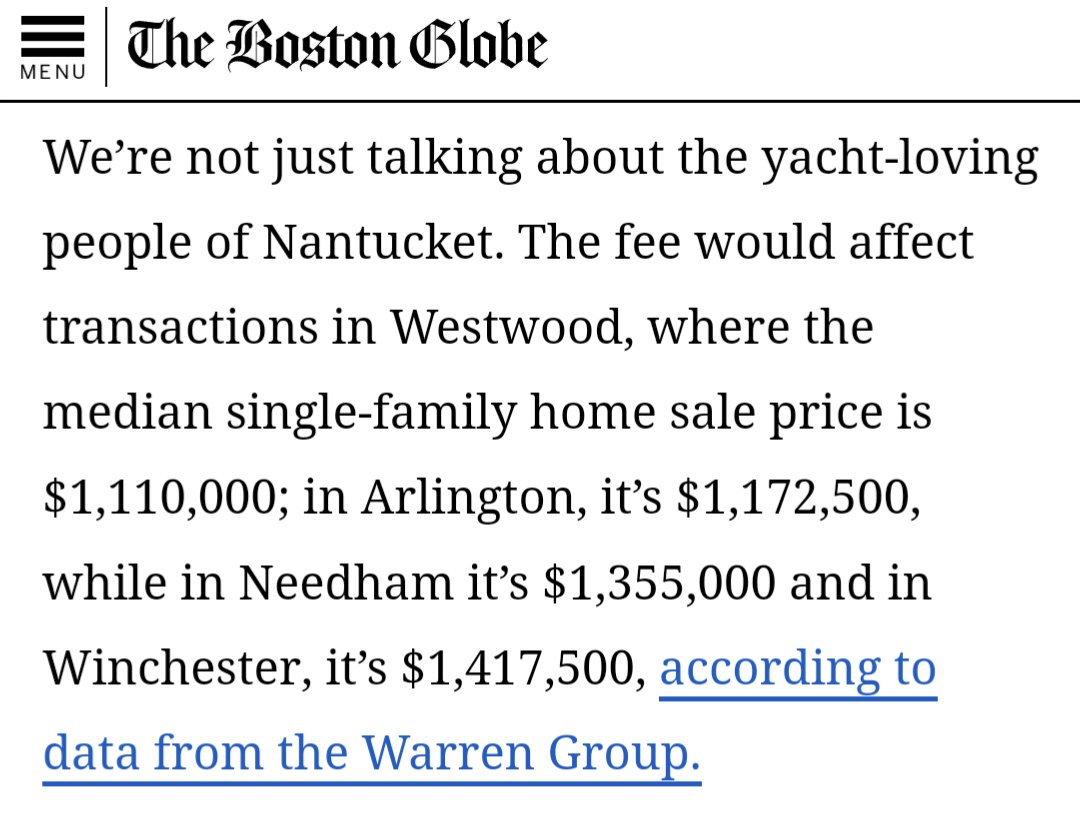 MENU
The Boston Globe
We’re not just talking about the yacht-loving
people of Nantucket. The fee would affect
transactions in Westwood, where the
median single-family home sale price is
$1,110,000; in Arlington, it’s $1,172,500,
while in Needham it’s $1,355,000 and in
Winchester, it’s $1,417,500, according to
data from the Warren Group.